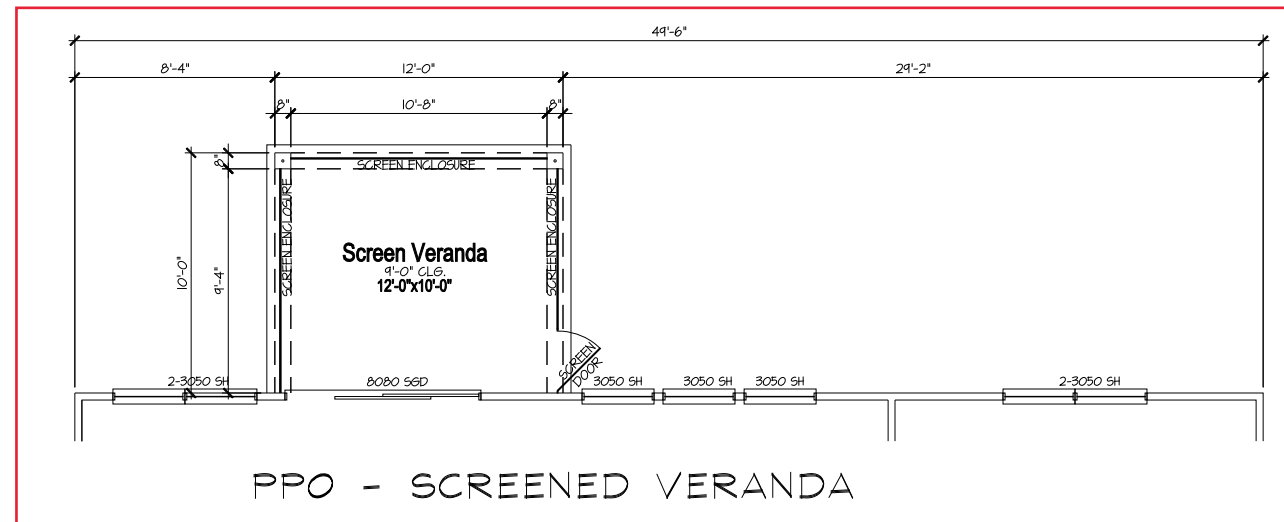 49'-6"
8'-4"
12'-0"
29'-2"
8"
10'-8"
8"
8"
SCREEN ENCLOSURE
SCREEN ENCLOSURE
SCREEN ENCLOSURE
10'-0"
9'-4"
Screen Veranda
9'-0" CLG.
12'-0"x10'-0"
SCREEN
DOOR
2-3050 SH
8080 SGD
3050 SH
3050 SH
3050 SH
2-3050 SH
PPO - SCREENED VERANDA